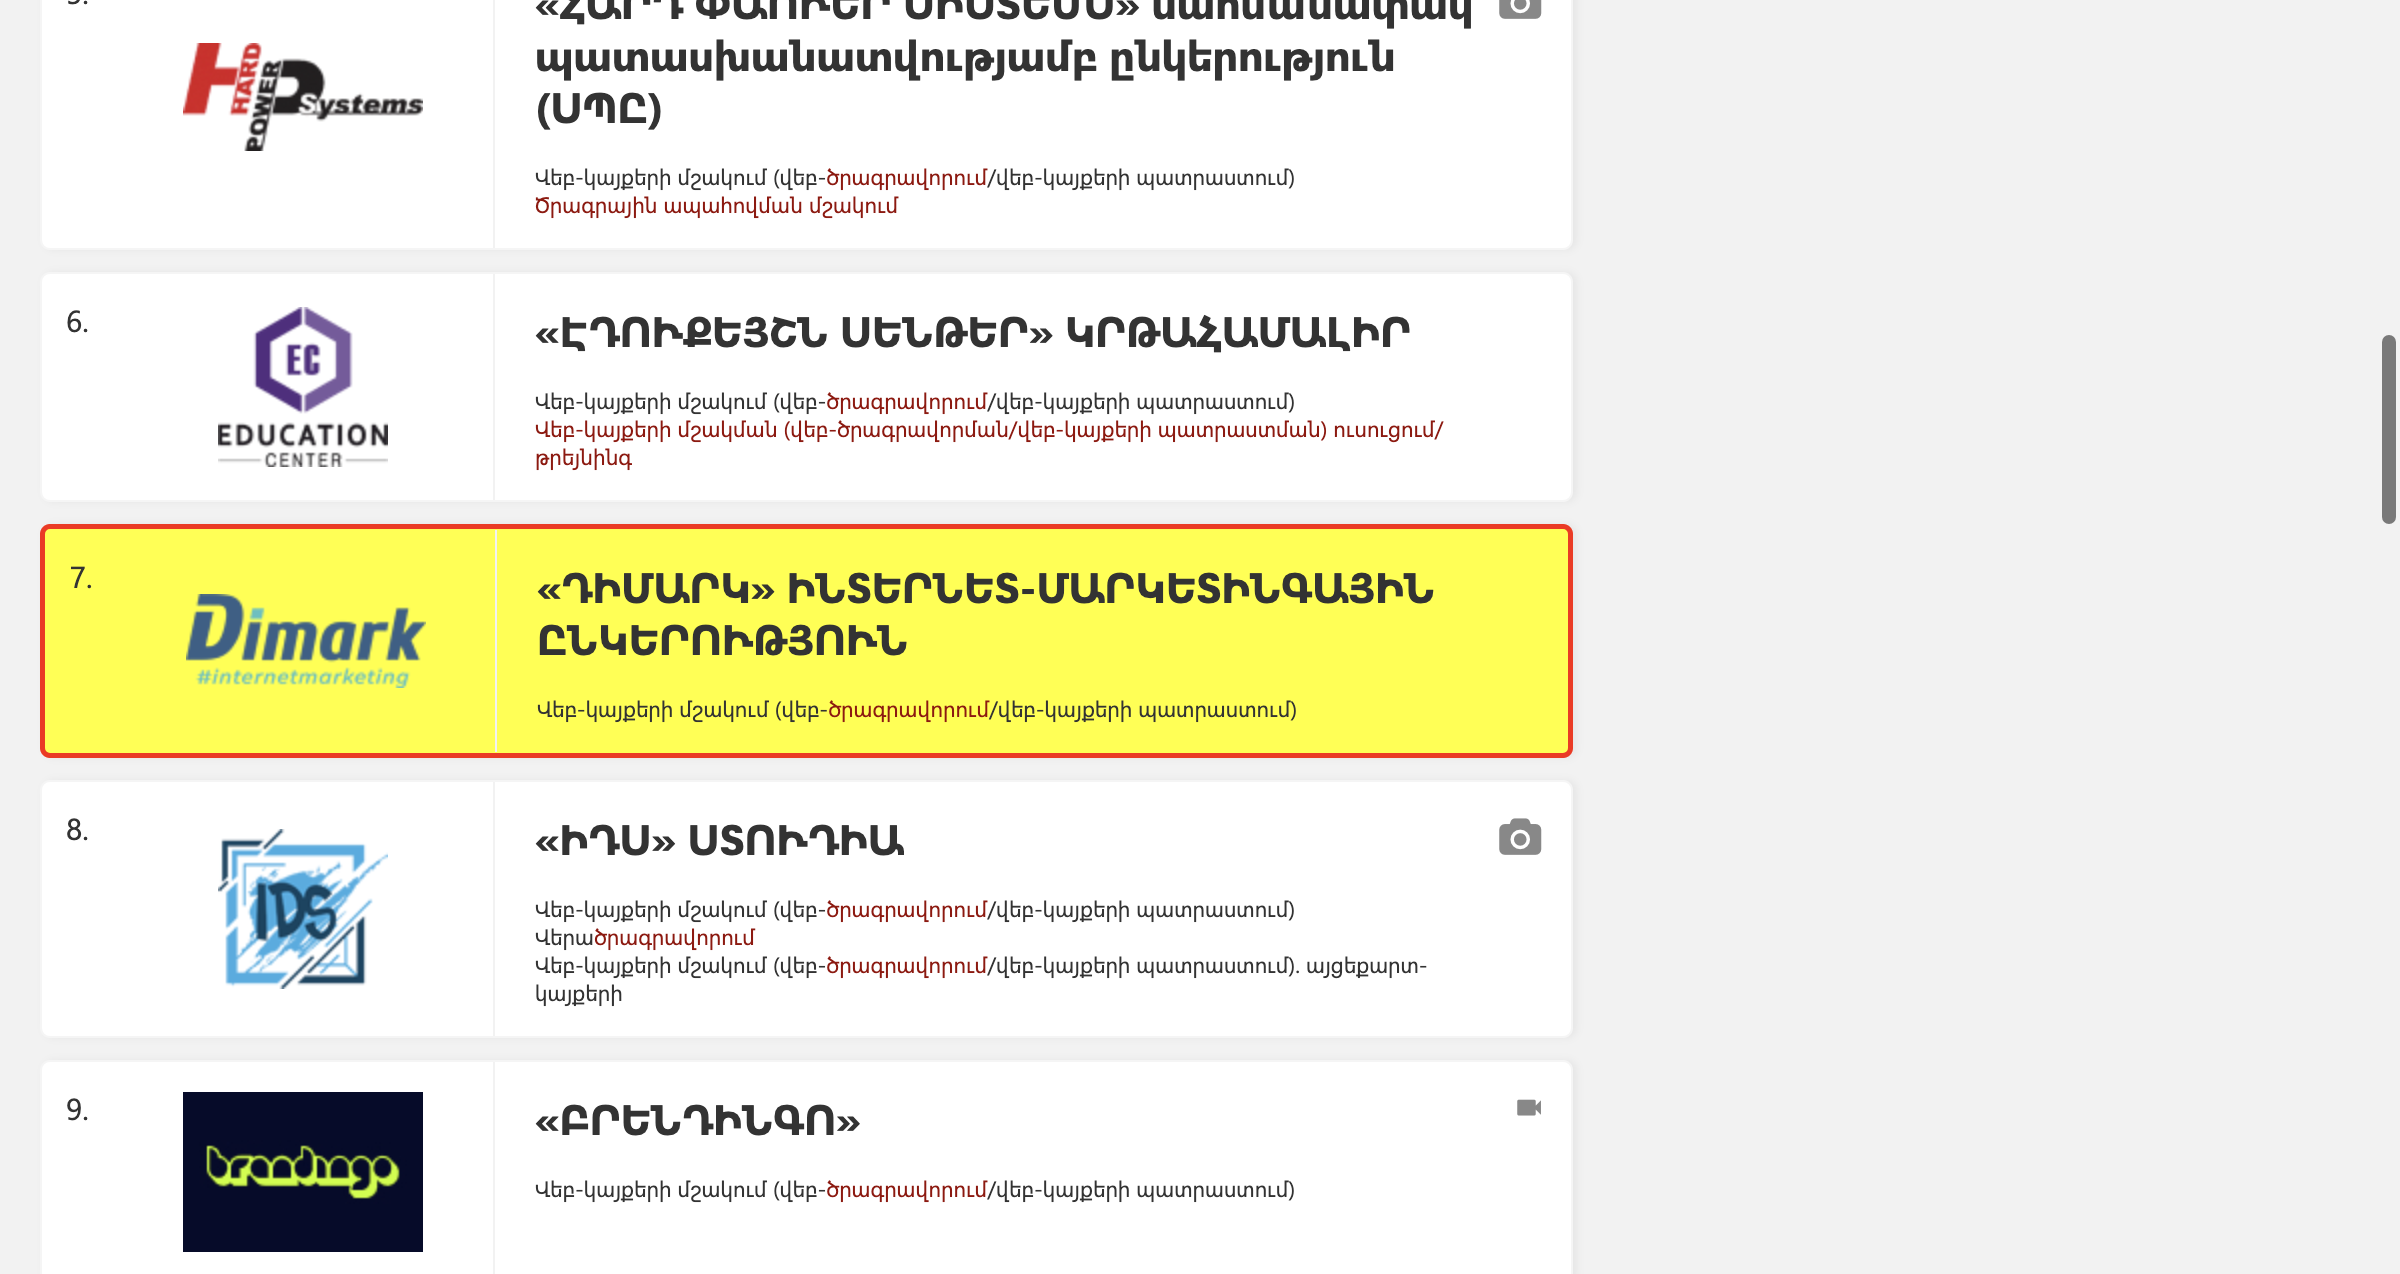 «ՀԱՐԴ ՓԱՈՒԵՐ ՍԻՍՏԵՄՍ» սահմանափակ
պատասխանատվությամբ ընկերություն
(ՍՊԸ)
HARD
POWER
Systems
Վեբ-կայքերի մշակում (վեբ-ծրագրավորում/վեբ-կայքերի պատրաստում)
Ծրագրային ապահովման մշակում
6.
EC
EDUCATION
CENTER
«ԷԴՈՒՔԵՅՇՆ ՍԵՆԹԵՐ» ԿՐԹԱՀԱՄԱԼԻՐ
Վեբ-կայքերի մշակում (վեբ-ծրագրավորում/վեբ-կայքերի պատրաստում)
Վեբ-կայքերի մշակման (վեբ-ծրագրավորման/վեբ-կայքերի պատրաստման) ուսուցում/
թրեյնինգ
7.
Dimark
#internetmarketing
«ԴԻՄԱՐԿ» ԻՆՏԵՐՆԵՏ-ՄԱՐԿԵՏԻՆԳԱՅԻՆ
ԸՆԿԵՐՈՒԹՅՈՒՆ
Վեբ-կայքերի մշակում (վեբ-ծրագրավորում/վեբ-կայքերի պատրաստում)
8.
IDS
«ԻԴՍ» ՍՏՈՒԴԻԱ
Վեբ-կայքերի մշակում (վեբ-ծրագրավորում/վեբ-կայքերի պատրաստում)
Վերածրագրավորում
Վեբ-կայքերի մշակում (վեբ-ծրագրավորում/վեբ-կայքերի պատրաստում). այցեքարտ-
կայքերի
9.
brandingo
«ԲՐԵՆԴԻՆԳՈ»
Վեբ-կայքերի մշակում (վեբ-ծրագրավորում/վեբ-կայքերի պատրաստում)